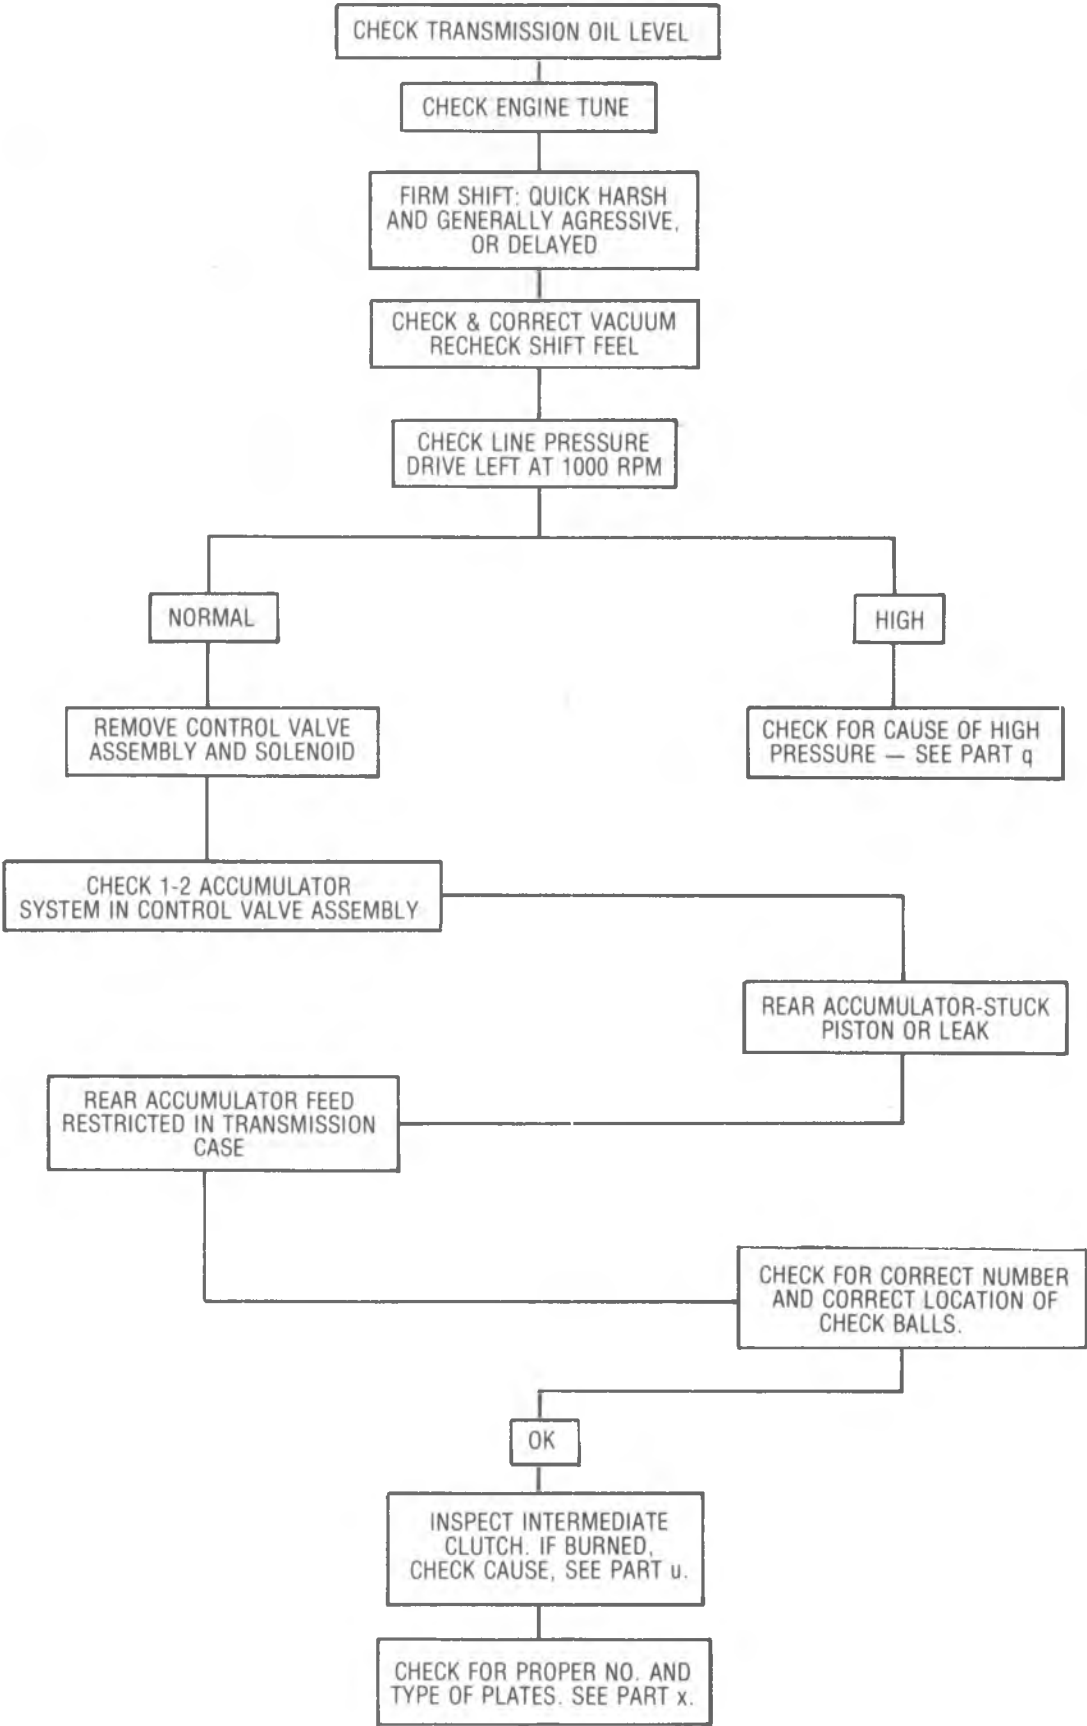 CHECK TRANSMISSION OIL LEVEL
CHECK ENGINE TUNE
FIRM SHIFT: QUICK HARSH
AND GENERALLY AGRESSIVE,
OR DELAYED
CHECK & CORRECT VACUUM
RECHECK SHIFT FEEL
CHECK LINE PRESSURE
DRIVE LEFT AT 1000 RPM
NORMAL
HIGH
REMOVE CONTROL VALVE
ASSEMBLY AND SOLENOID
CHECK FOR CAUSE OF HIGH
PRESSURE — SEE PART q
CHECK 1-2 ACCUMULATOR
SYSTEM IN CONTROL VALVE ASSEMBLY
REAR ACCUMULATOR-STUCK
PISTON OR LEAK
REAR ACCUMULATOR FEED
RESTRICTED IN TRANSMISSION
CASE
CHECK FOR CORRECT NUMBER
AND CORRECT LOCATION OF
CHECK BALLS.
OK
INSPECT INTERMEDIATE
CLUTCH. IF BURNED,
CHECK CAUSE, SEE PART u.
CHECK FOR PROPER NO. AND
TYPE OF PLATES. SEE PART x.